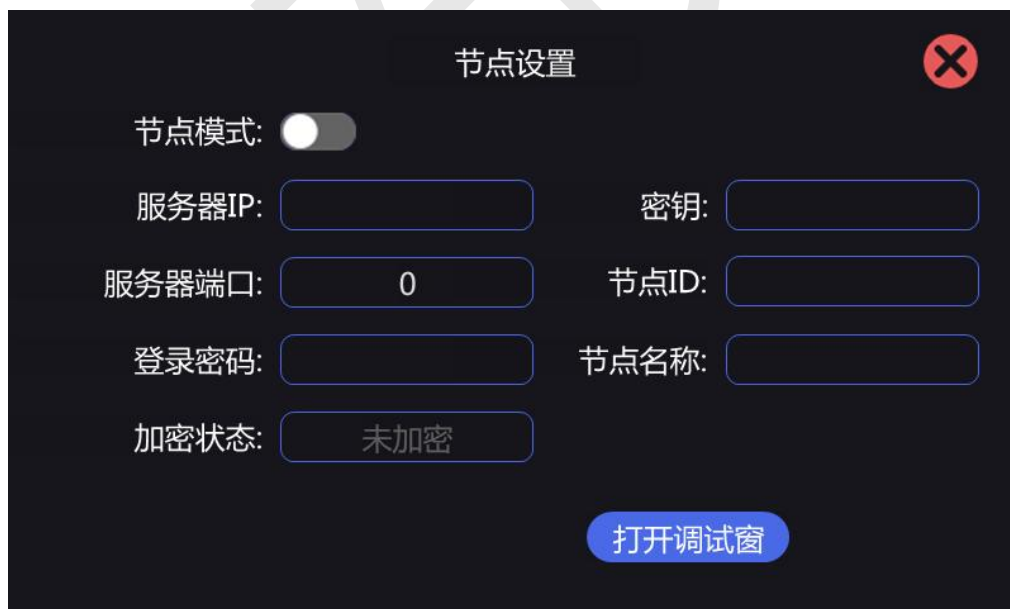 节点设置
节点模式:
服务器IP:
密钥:
服务器端口: 0
节点ID:
登录密码:
节点名称:
加密状态: 未加密
打开调试窗